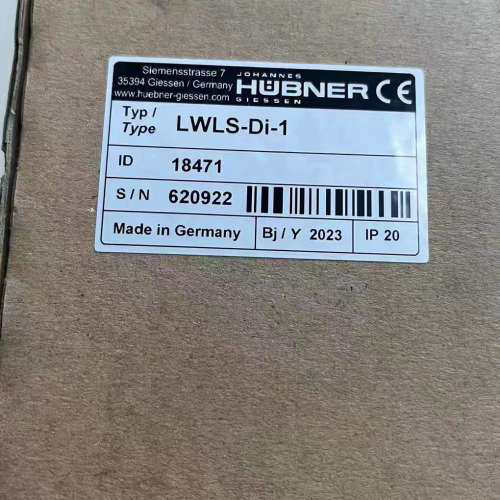 Siemensstrasse 7
35394 Giessen / Germany
www.huebner-giessen.com
JOHANNES
HÜBNER
GIESSEN
CE
Typ /
Type
LWLS-Di-1
ID 18471
S / N 620922
Made in Germany Bj / Y 2023 IP 20